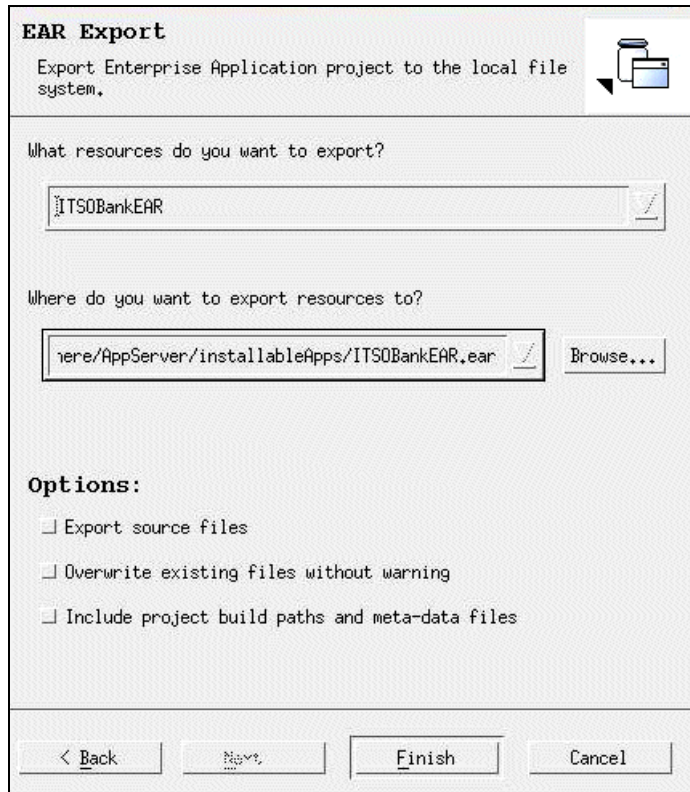 EAR Export
Export Enterprise Application project to the local file
system.
What resources do you want to export?
ITSOBankEAR
Where do you want to export resources to?
here/AppServer/installableApps/ITSOBankEAR.ear
Browse...
Options:
Export source files
Overwrite existing files without warning
Include project build paths and meta-data files
< Back
Next
Finish
Cancel